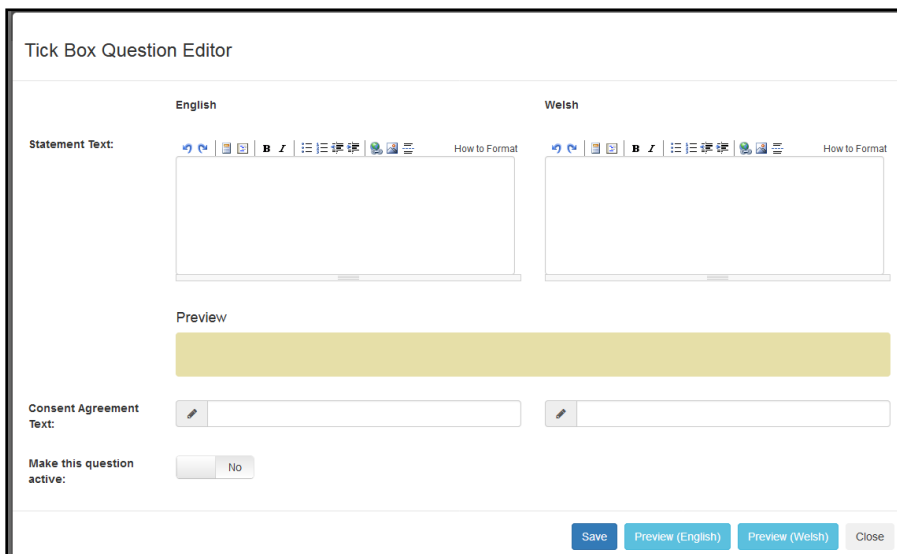 Tick Box Question Editor
English Welsh
Statement Text:
B I How to Format B I How to Format
Preview
Consent Agreement
Text:
Make this question
active:
No
Save Preview (English) Preview (Welsh) Close